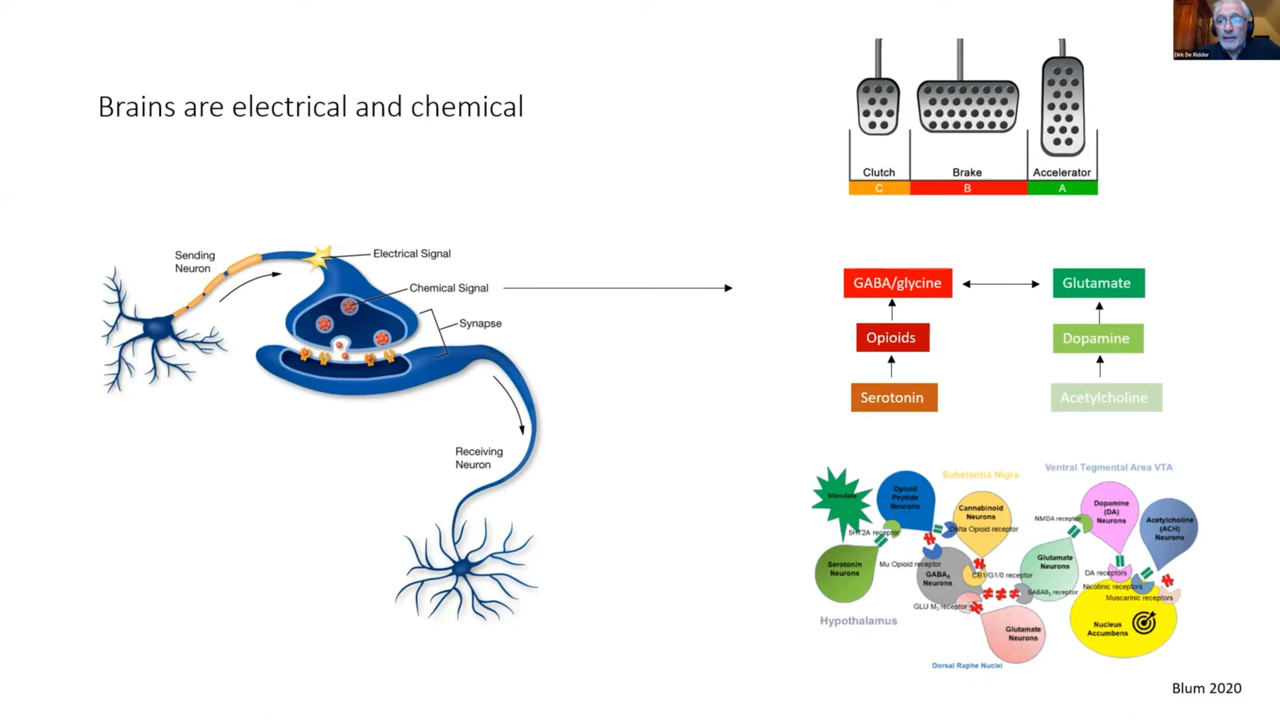 Dirk De Ridder
Brains are electrical and chemical
Clutch
Brake
Accelerator
C
B
A
Sending
Neuron
Electrical Signal
Chemical Signal
Synapse
Receiving
Neuron
GABA/glycine
Glutamate
Opioids
Dopamine
Serotonin
Acetylcholine
Substantia Nigra
Ventral Tegmental Area VTA
Stimulate
Opioid
Peptide
Neurons
Cannabinoid
Neurons
Dopamine
(DA)
Neurons
Acetylcholine
(ACH)
Neurons
5HT2A receptor
Delta Opioid receptor
NMDA receptor
Serotonin
Neurons
Mu Opioid receptor
GABAA
Neurons
CB1/G1/0 receptor
Glutamate
Neurons
DA receptors
Nicotinic receptors
Muscarinic receptors
GLU M3 receptor
receptor
Hypothalamus
Glutamate
Neurons
Nucleus
Accumbens
Dorsal Raphe Nuclei
Blum 2020